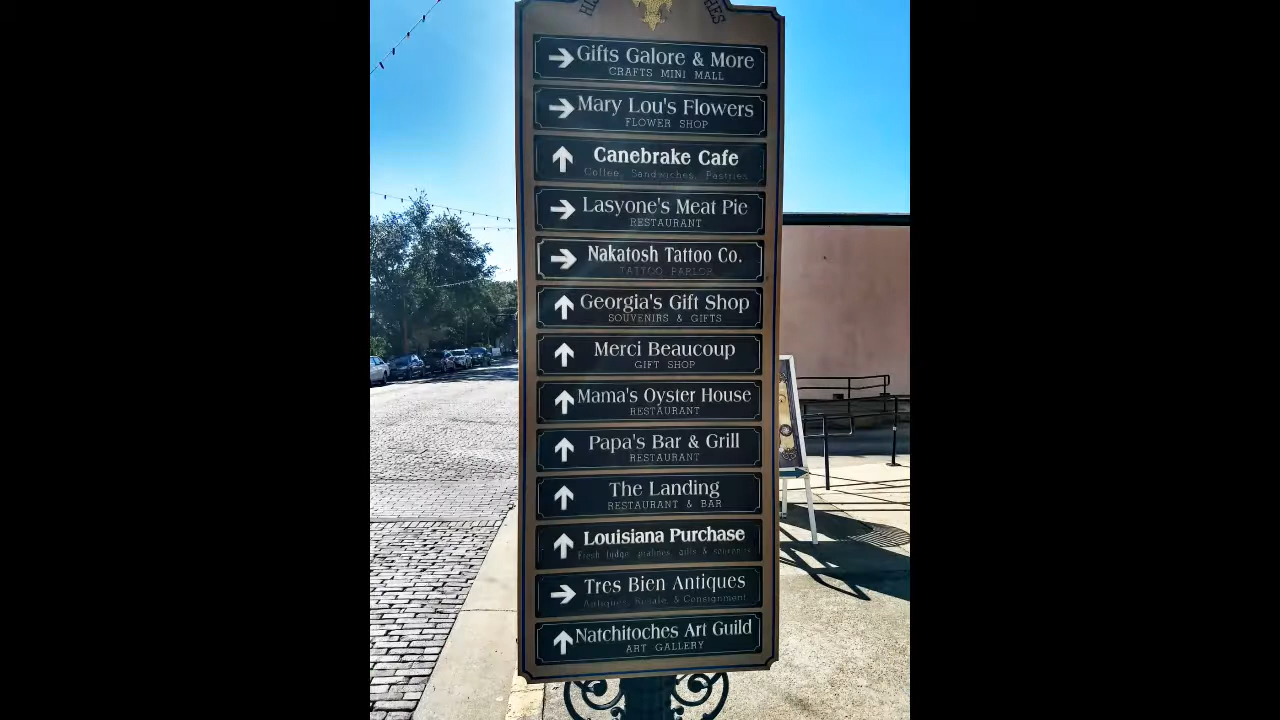 Gifts Galore & More
CRAFTS MINI MALL
Mary Lou's Flowers
FLOWER SHOP
Canebrake Cafe
Coffee, Sandwiches, Pastries
Lasyone's Meat Pie
RESTAURANT
Nakatosh Tattoo Co.
TATTOO PARLOR
Georgia's Gift Shop
SOUVENIRS & GIFTS
Merci Beaucoup
GIFT SHOP
Mama's Oyster House
RESTAURANT
Papa's Bar & Grill
RESTAURANT
The Landing
RESTAURANT & BAR
Louisiana Purchase
Fresh fudge, pralines, gifts & souvenirs
Tres Bien Antiques
Antiques, Resale, & Consignment
Natchitoches Art Guild
ART GALLERY